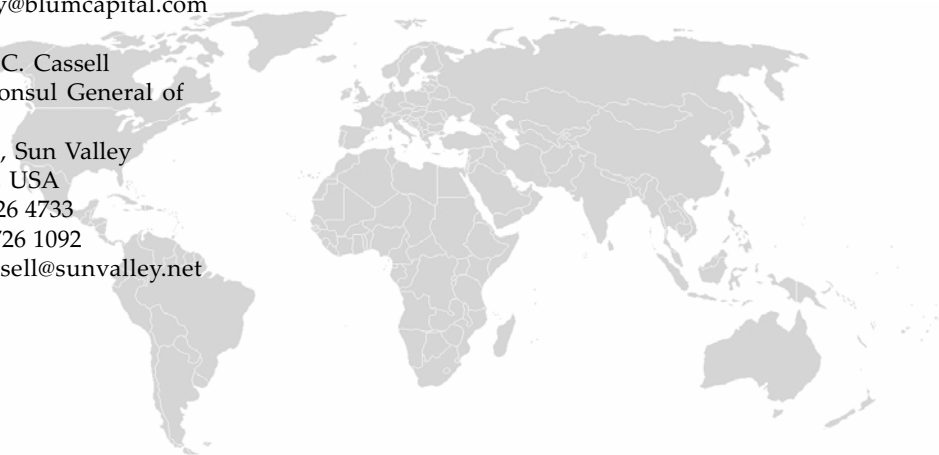 y@blumcapital.com
C. Cassell
onsul General of
, Sun Valley
USA
26 4733
726 1092
sell@sunvalley.net